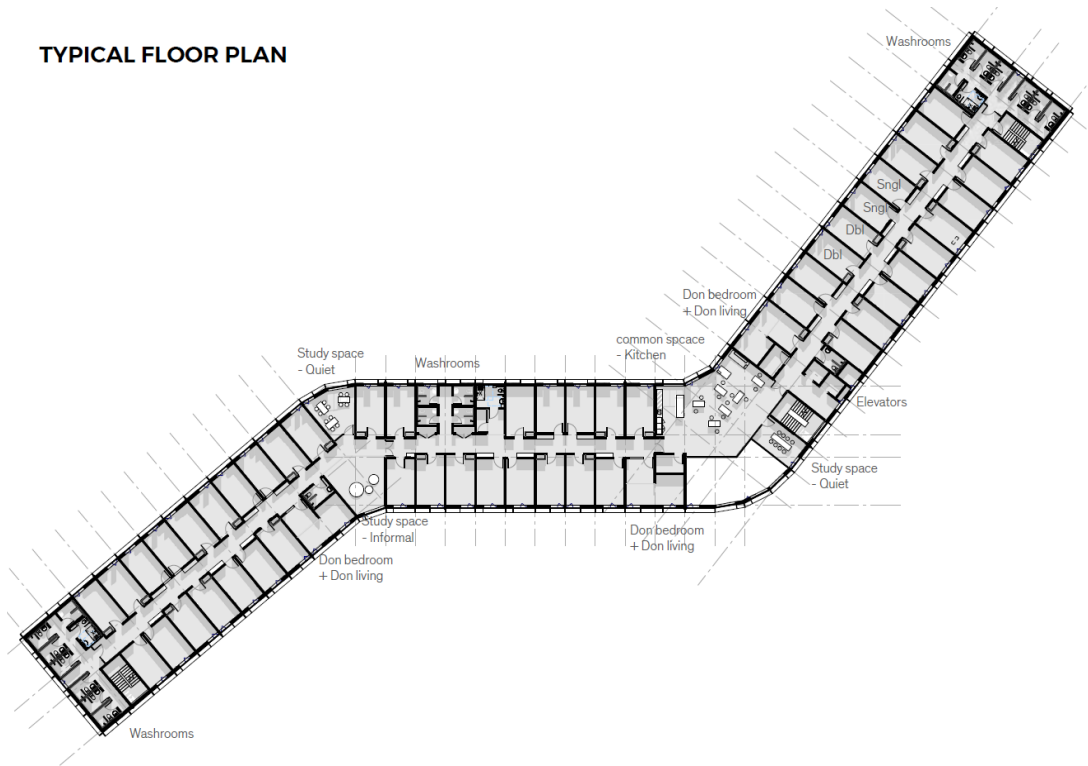 TYPICAL FLOOR PLAN
Washrooms
Sngl
Sngl
Dbl
Dbl
Don bedroom
+ Don living
common spcace
- Kitchen
Study space
- Quiet
Washrooms
Elevators
Study space
- Quiet
Study space
- Informal
Don bedroom
+ Don living
Don bedroom
+ Don living
Washrooms